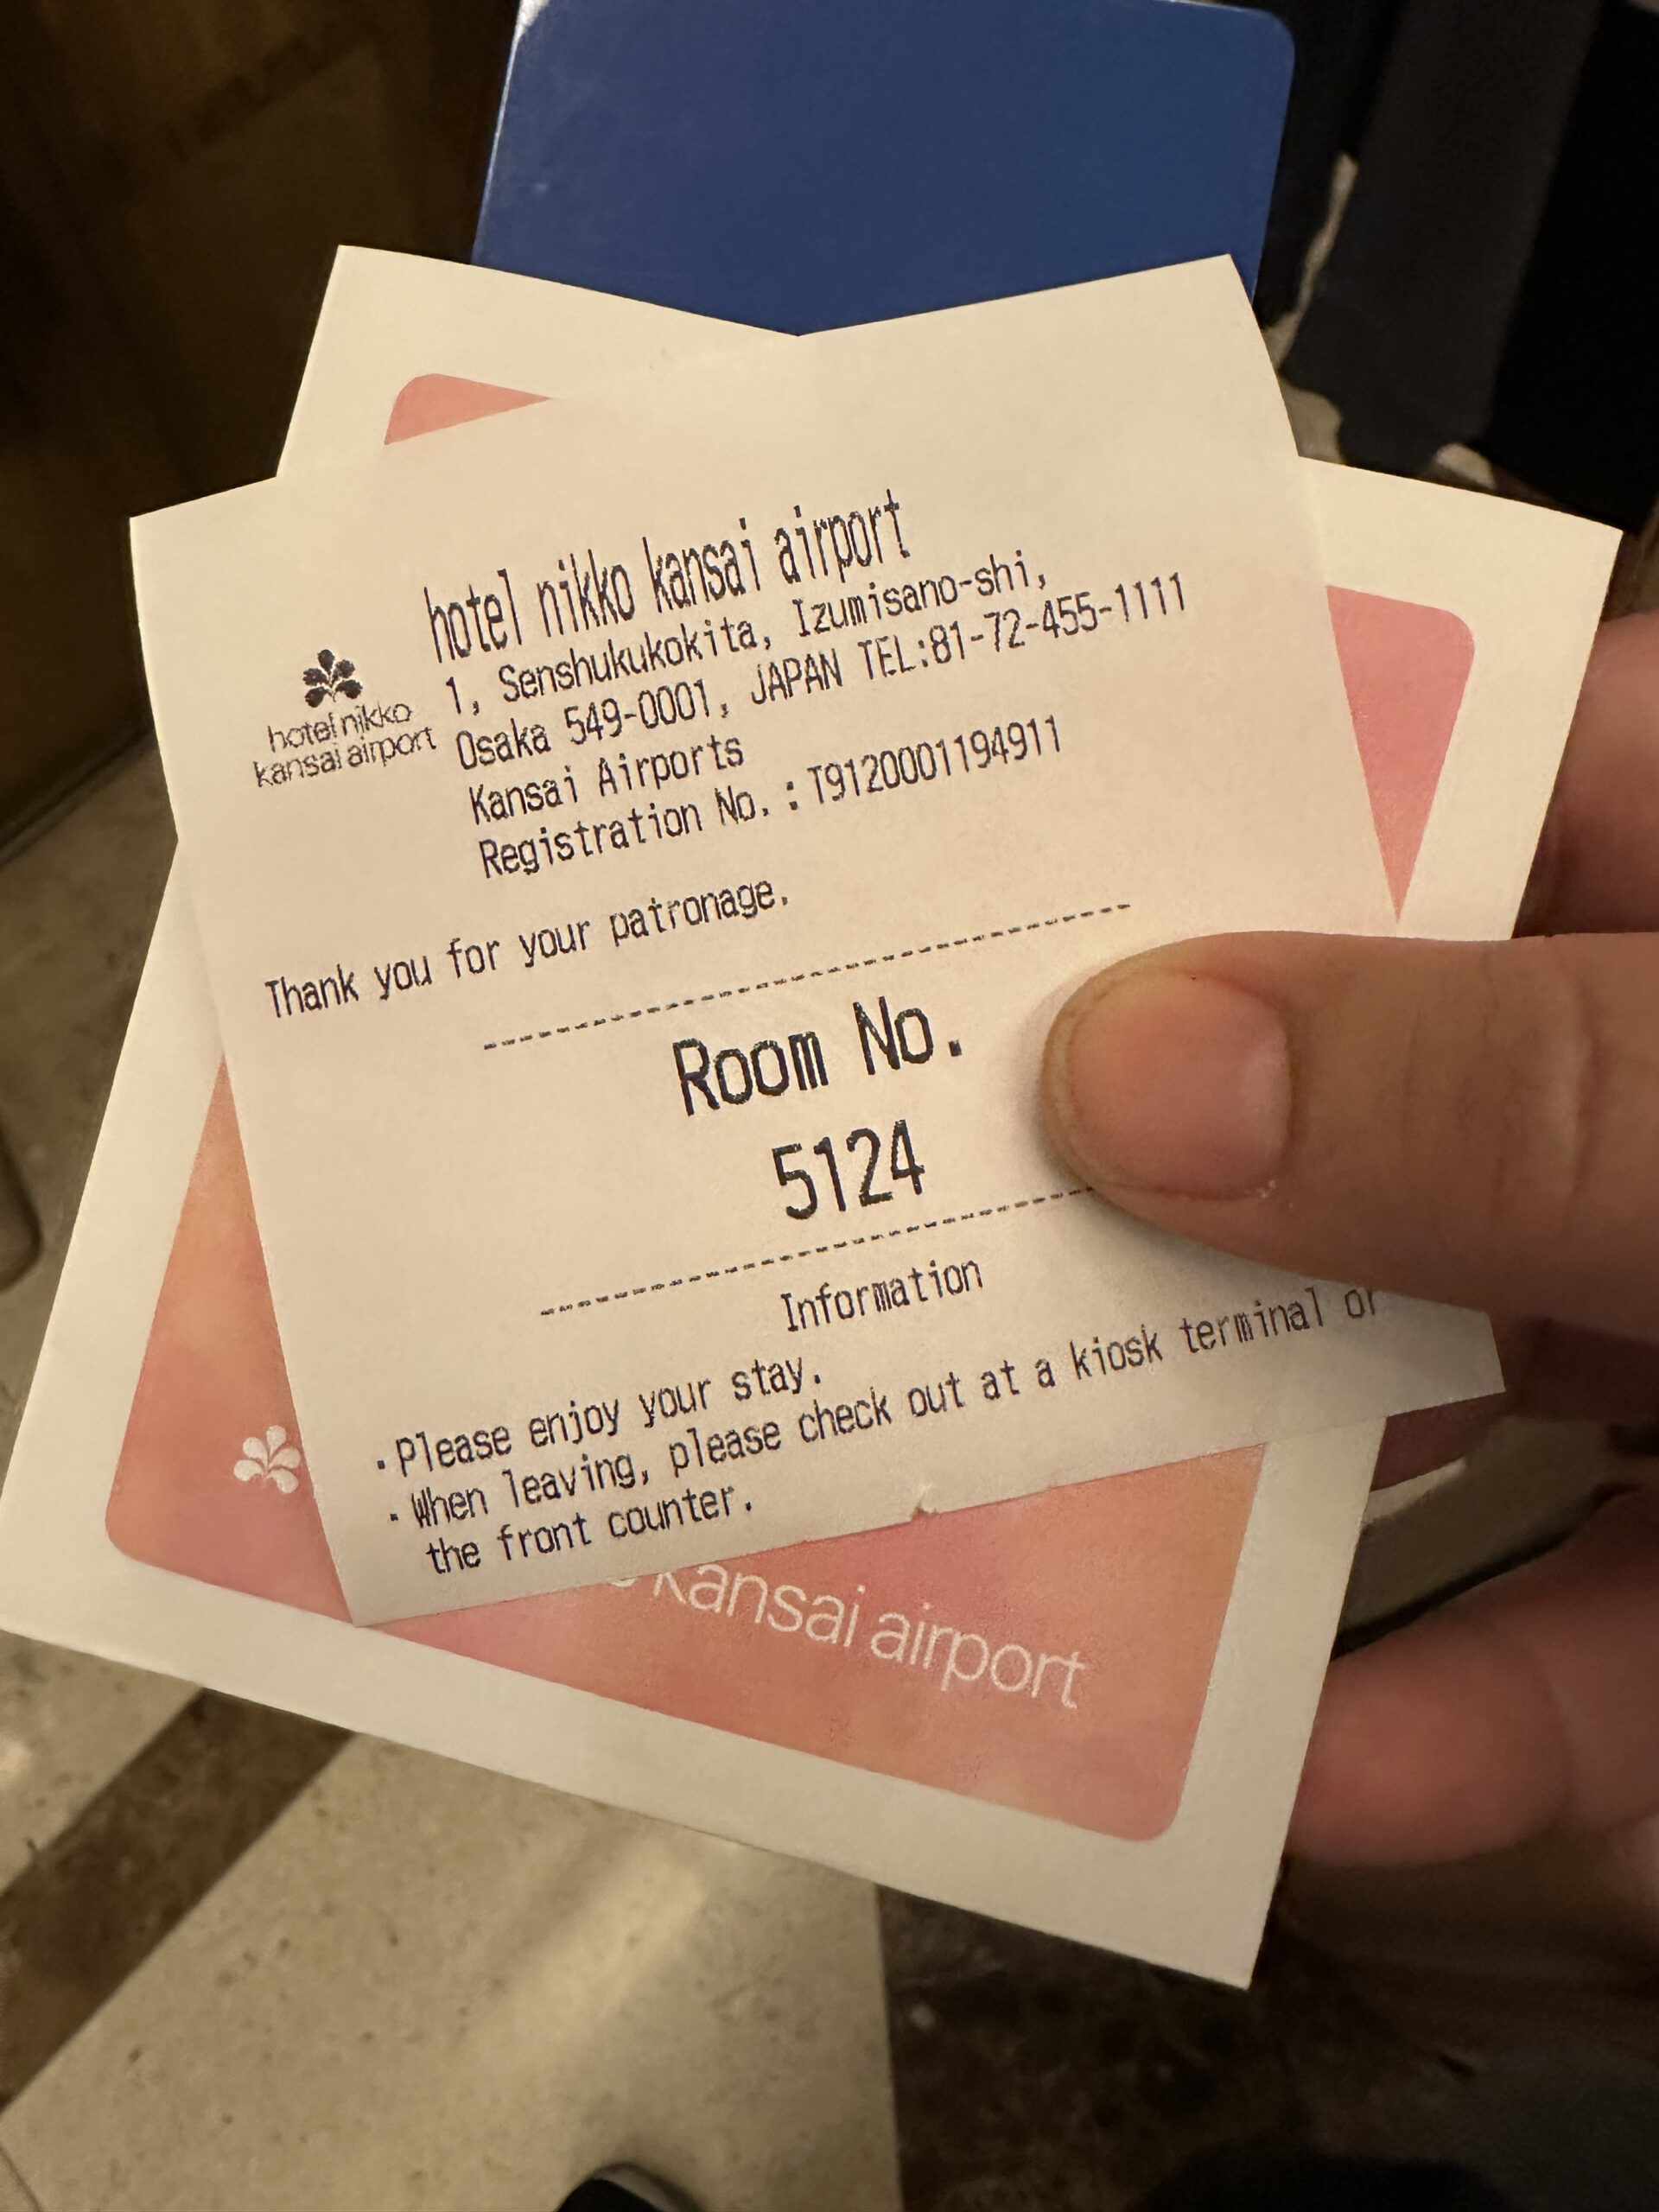 hotel nikko kansai airport
1, Senshukukokita, Izumisano-shi,
Osaka 549-0001, JAPAN TEL:81-72-455-1111
Kansai Airports
Registration No. : T9120001194911
hotel nikko
kansai airport
Thank you for your patronage.
Room No.
5124
Information
・Please enjoy your stay.
・When leaving, please check out at a kiosk terminal or
the front counter.
kansai airport